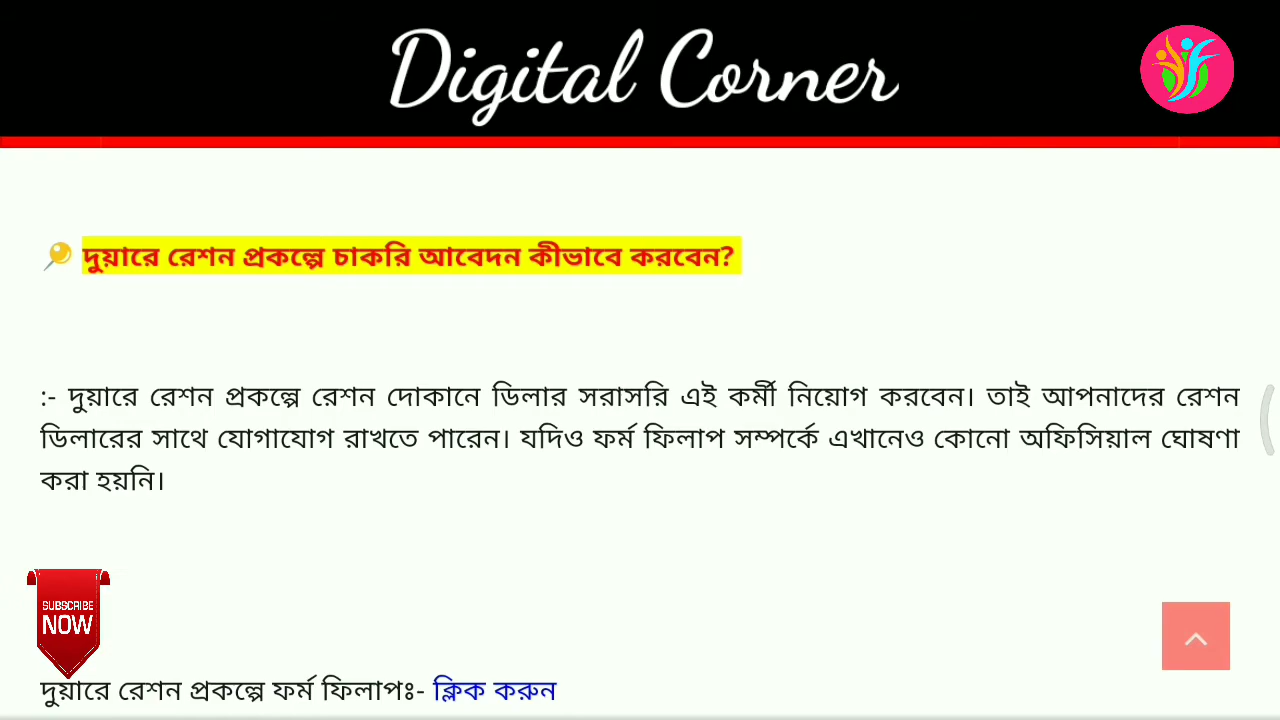 Digital Corner
দুয়ারে রেশন প্রকল্পে চাকরি আবেদন কীভাবে করবেন?
:- দুয়ারে রেশন প্রকল্পে রেশন দোকানে ডিলার সরাসরি এই কর্মী নিয়োগ করবেন। তাই আপনাদের রেশন
ডিলারের সাথে যোগাযোগ রাখতে পারেন। যদিও ফর্ম ফিলাপ সম্পর্কে এখানেও কোনো অফিসিয়াল ঘোষণা
করা হয়নি।
SUBSCRIBE
NOW
দুয়ারে রেশন প্রকল্পে ফর্ম ফিলাপঃ- ক্লিক করুন